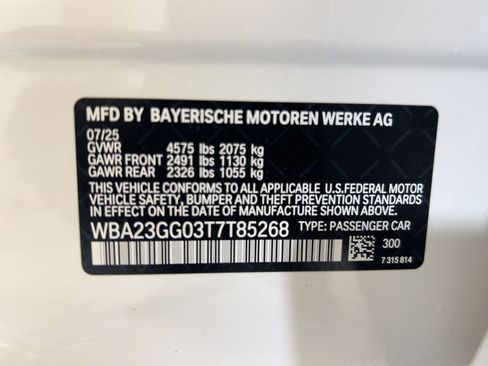 MFD BY BAYERISCHE MOTOREN WERKE AG
07/25
GVWR 4575 lbs 2075 kg
GAWR FRONT 2491 lbs 1130 kg
GAWR REAR 2326 lbs 1055 kg
THIS VEHICLE CONFORMS TO ALL APPLICABLE U.S.FEDERAL MOTOR
VEHICLE SAFETY, BUMPER AND THEFT PREVENTION STANDARDS IN
EFFECT ON THE DATE OF MANUFACTURE SHOWN ABOVE.
WBA23GG03T7T85268 TYPE: PASSENGER CAR
300
7 315 814